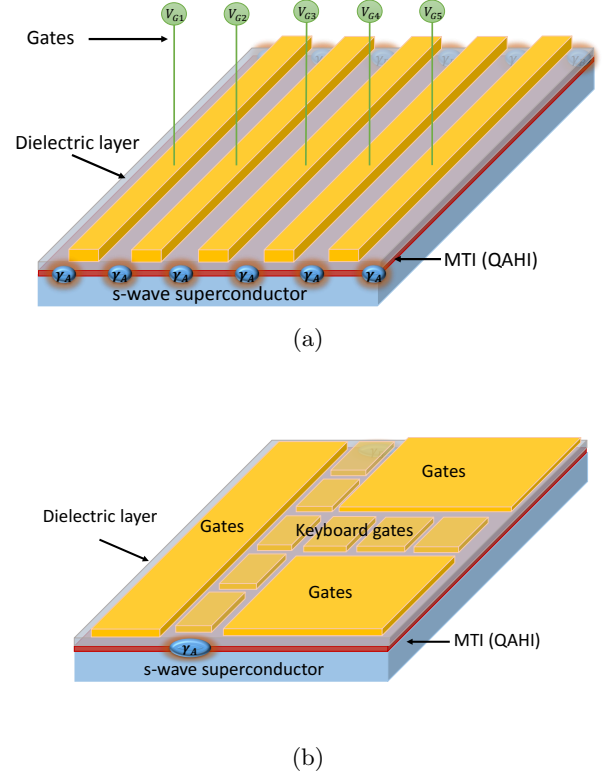 V_G1 V_G2 V_G3 V_G4 V_G5
Gates
Dielectric layer
MTI (QAHI)
γ_A γ_A γ_A γ_A γ_A γ_A
s-wave superconductor
(a)
Gates
Keyboard gates
Dielectric layer
Gates
Gates
MTI (QAHI)
γ_A
s-wave superconductor
(b)